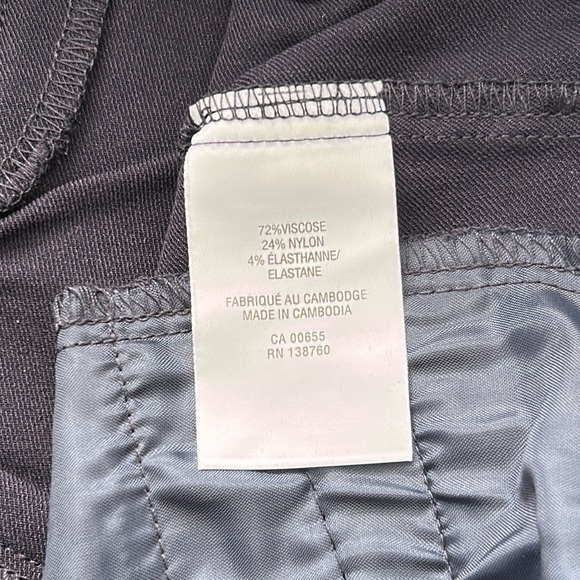 72%VISCOSE
24% NYLON
4% ÉLASTHANNE/
ELASTANE
FABRIQUÉ AU CAMBODGE
MADE IN CAMBODIA
CA 00655
RN 138760